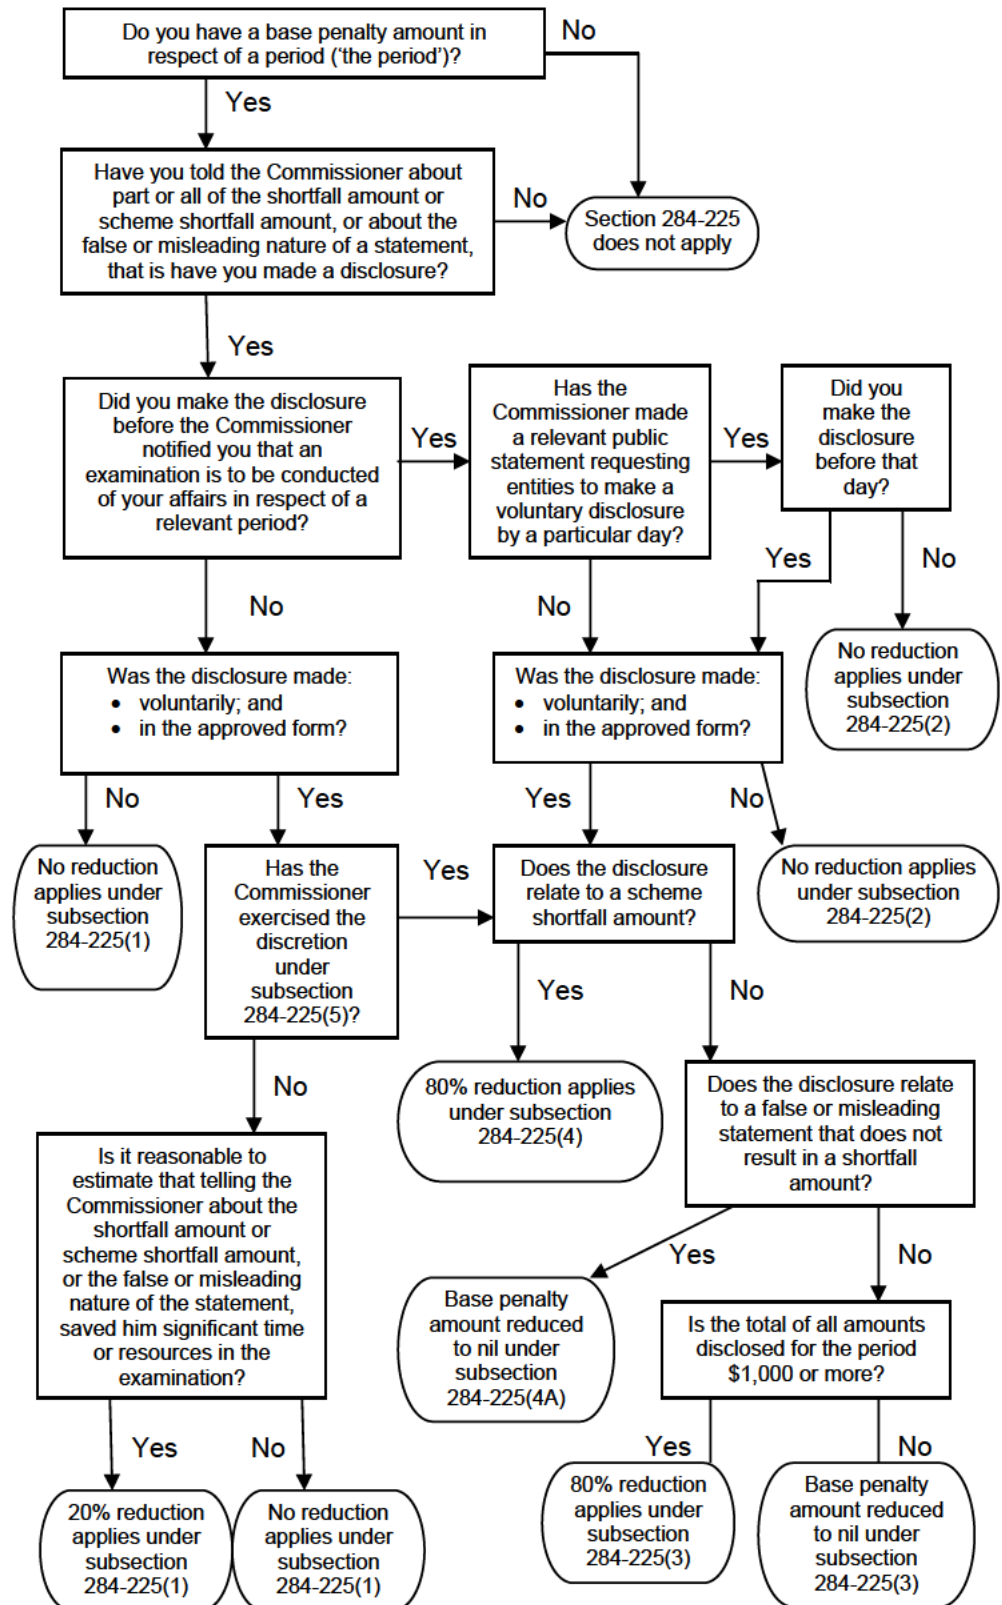 Do you have a base penalty amount in
respect of a period (‘the period’)?
No
Yes
Have you told the Commissioner about
part or all of the shortfall amount or
scheme shortfall amount, or about the
false or misleading nature of a statement,
that is have you made a disclosure?
No
Section 284-225
does not apply
Yes
Did you make the disclosure
before the Commissioner
notified you that an
examination is to be conducted
of your affairs in respect of a
relevant period?
Yes
Has the
Commissioner made
a relevant public
statement requesting
entities to make a
voluntary disclosure
by a particular day?
Yes
Did you
make the
disclosure
before that
day?
No
No
Yes
No
Was the disclosure made:
• voluntarily; and
• in the approved form?
Was the disclosure made:
• voluntarily; and
• in the approved form?
No reduction
applies under
subsection
284-225(2)
No
Yes
Yes
No
No reduction
applies under
subsection
284-225(1)
Has the
Commissioner
exercised the
discretion
under
subsection
284-225(5)?
Yes
Does the disclosure
relate to a scheme
shortfall amount?
No reduction applies
under subsection
284-225(2)
Yes
No
No
80% reduction applies
under subsection
284-225(4)
Does the disclosure relate
to a false or misleading
statement that does not
result in a shortfall
amount?
Is it reasonable to
estimate that telling the
Commissioner about the
shortfall amount or
scheme shortfall amount,
or the false or misleading
nature of the statement,
saved him significant time
or resources in the
examination?
Yes
No
Base penalty
amount reduced
to nil under
subsection
284-225(4A)
Is the total of all amounts
disclosed for the period
$1,000 or more?
Yes
No
Yes
No
20% reduction
applies under
subsection
284-225(1)
No reduction
applies under
subsection
284-225(1)
80% reduction
applies under
subsection
284-225(3)
Base penalty
amount reduced
to nil under
subsection
284-225(3)